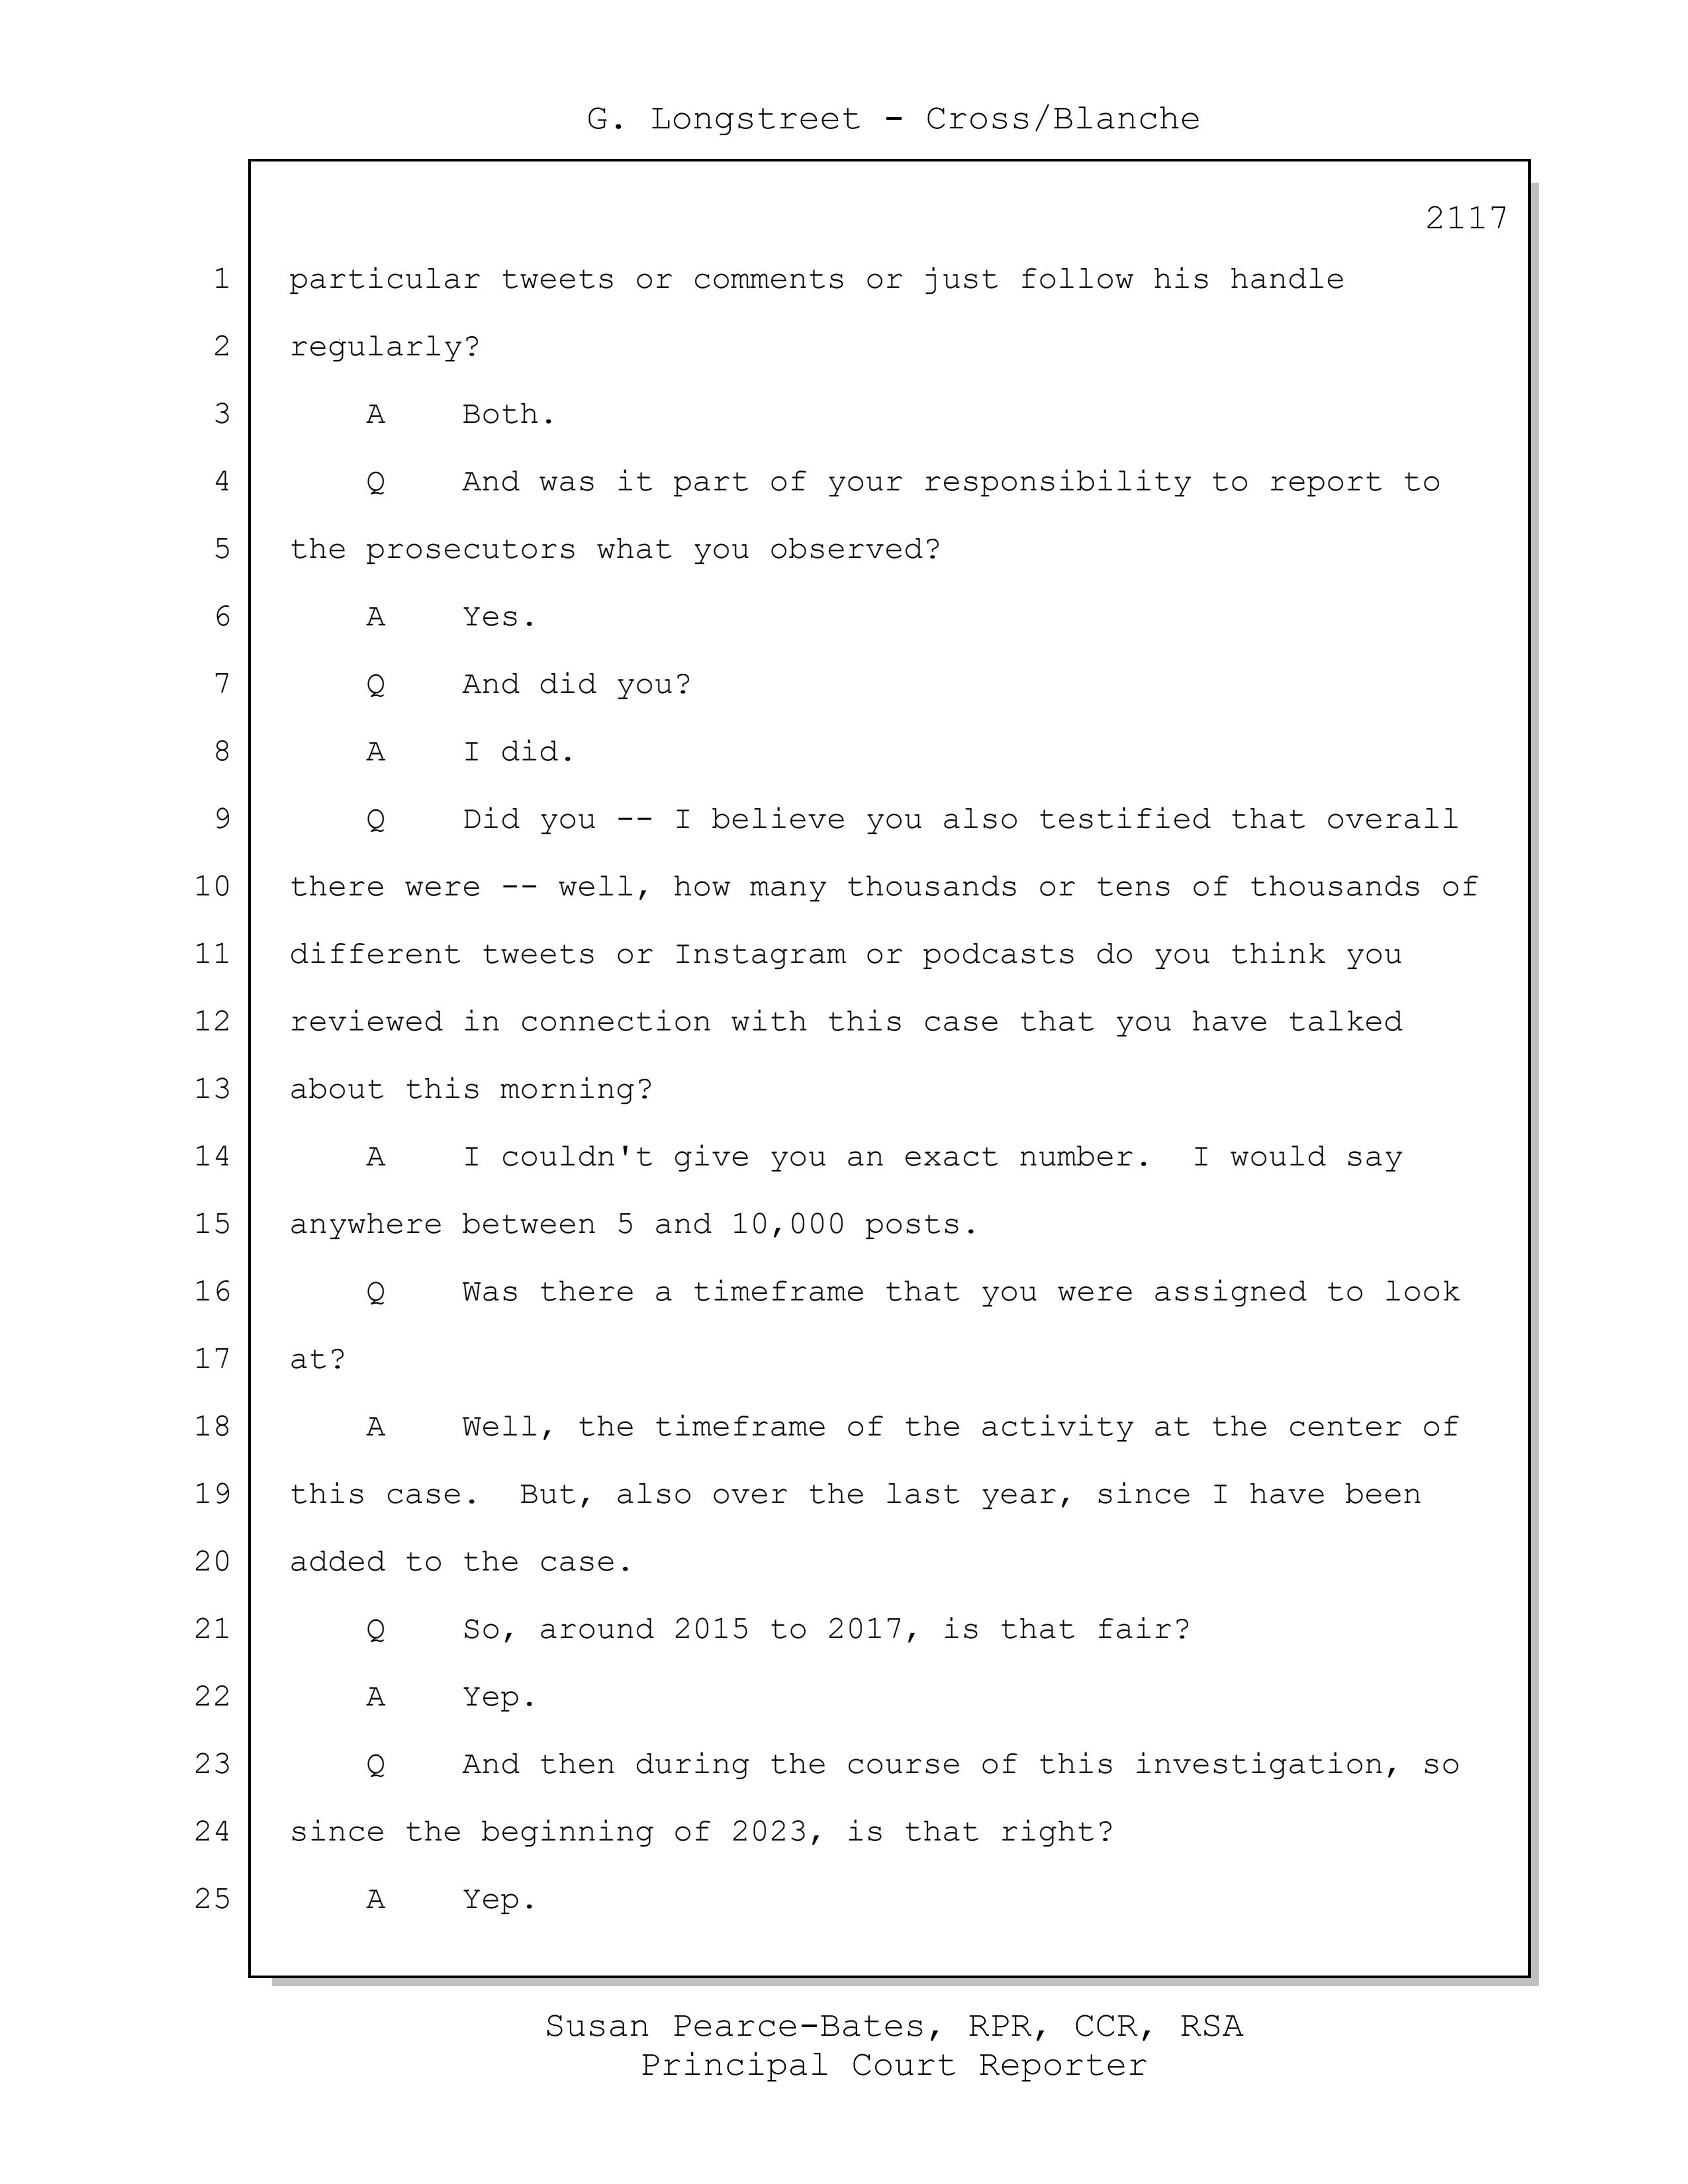 G. Longstreet - Cross/Blanche
2117
1 particular tweets or comments or just follow his handle
2 regularly?
3 A Both.
4 Q And was it part of your responsibility to report to
5 the prosecutors what you observed?
6 A Yes.
7 Q And did you?
8 A I did.
9 Q Did you -- I believe you also testified that overall
10 there were -- well, how many thousands or tens of thousands of
11 different tweets or Instagram or podcasts do you think you
12 reviewed in connection with this case that you have talked
13 about this morning?
14 A I couldn't give you an exact number. I would say
15 anywhere between 5 and 10,000 posts.
16 Q Was there a timeframe that you were assigned to look
17 at?
18 A Well, the timeframe of the activity at the center of
19 this case. But, also over the last year, since I have been
20 added to the case.
21 Q So, around 2015 to 2017, is that fair?
22 A Yep.
23 Q And then during the course of this investigation, so
24 since the beginning of 2023, is that right?
25 A Yep.
Susan Pearce-Bates, RPR, CCR, RSA
Principal Court Reporter